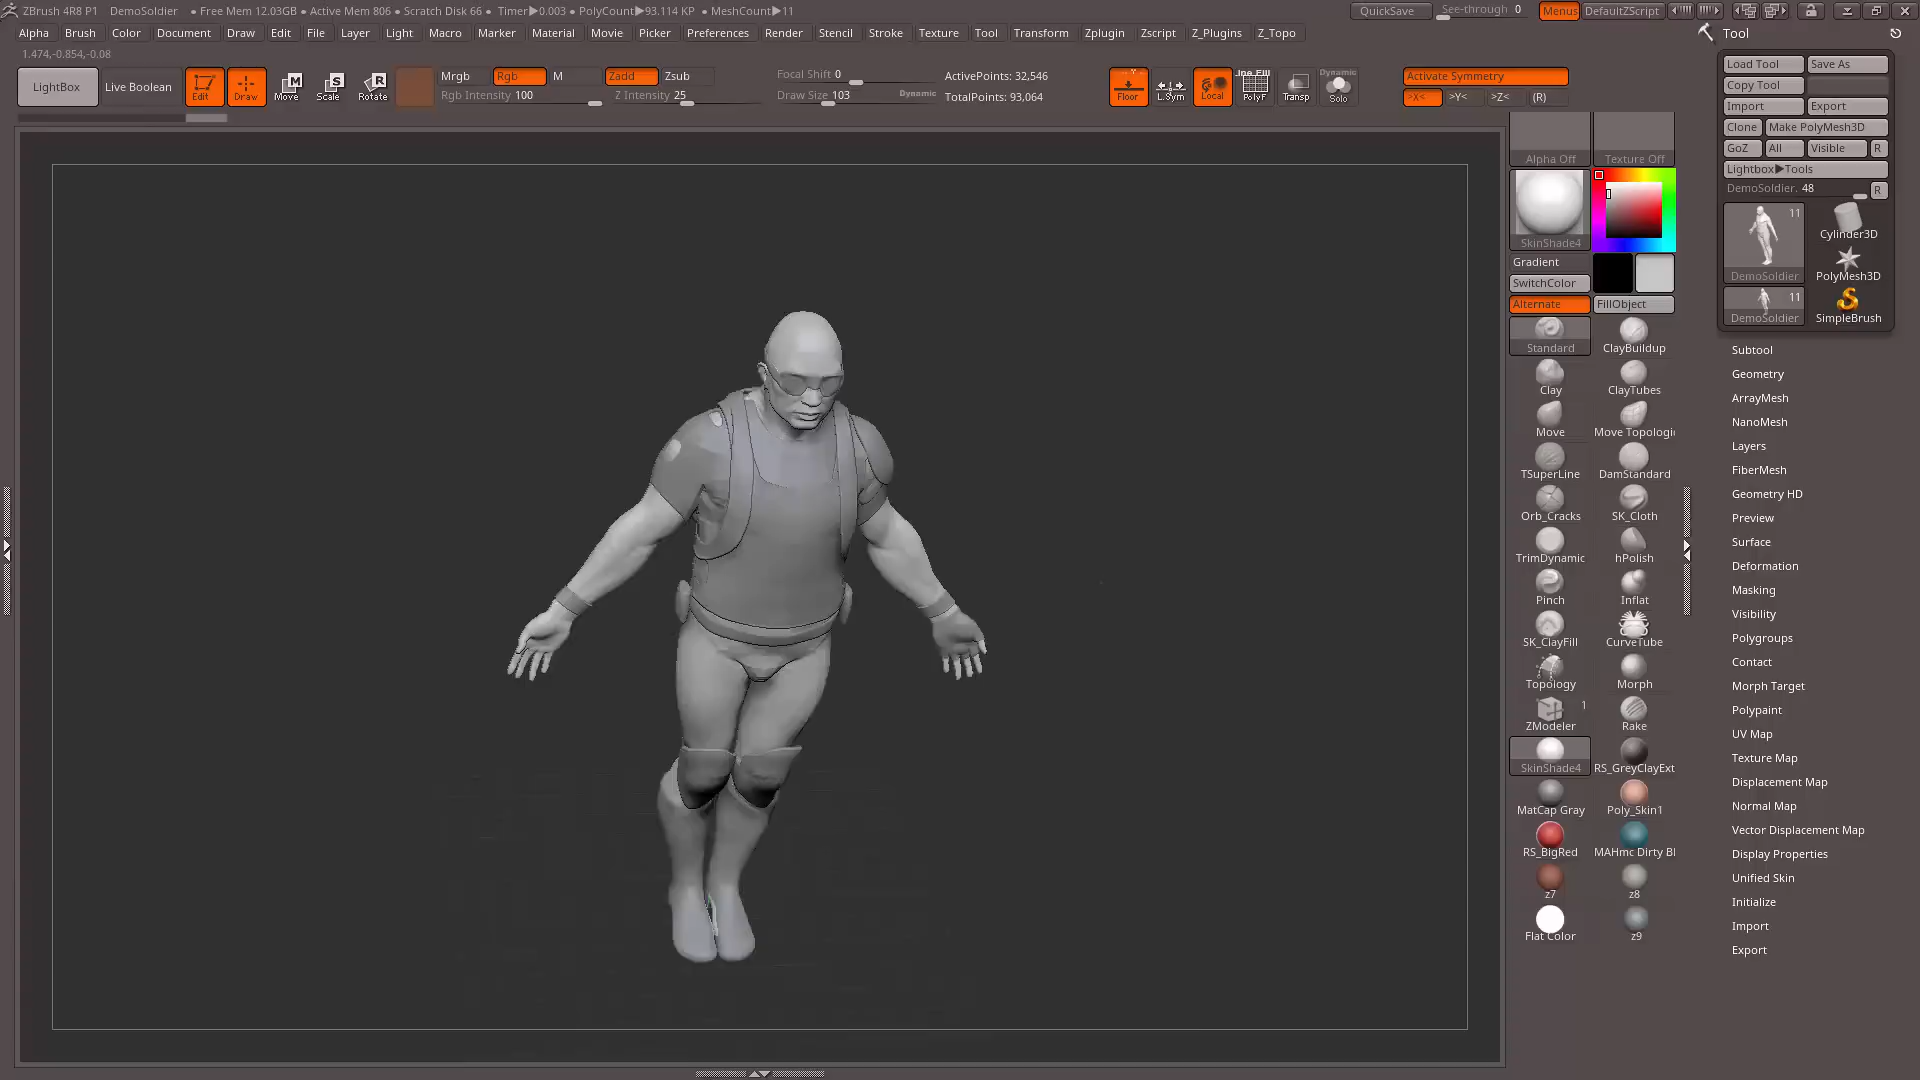 ZBrush 4R8 P1 DemoSoldier • Free Mem 12.03GB • Active Mem 806 • Scratch Disk 66 • Timer▶0.003 • PolyCount▶93.114 KP • MeshCount▶11 QuickSave See-through 0 Menus DefaultZScript
Alpha Brush Color Document Draw Edit File Layer Light Macro Marker Material Movie Picker Preferences Render Stencil Stroke Texture Tool Transform Zplugin Zscript Z_Plugins Z_Topo Tool
1.474,-0.854,-0.08
LightBox Live Boolean Edit Draw Move Scale Rotate
Mrgb Rgb M Zadd Zsub
Rgb Intensity 100 Z Intensity 25
Focal Shift 0
Draw Size 103 Dynamic
ActivePoints: 32,546
TotalPoints: 93,064
Floor L.Sym Local PolyF Transp Dynamic Solo
Activate Symmetry
>X< >Y< >Z< (R)
Load Tool Save As
Copy Tool
Import Export
Clone Make PolyMesh3D
GoZ All Visible R
Lightbox▶Tools
DemoSoldier. 48 R
11 Cylinder3D
DemoSoldier PolyMesh3D
11
DemoSoldier SimpleBrush
Alpha Off Texture Off
SkinShade4
Gradient
SwitchColor
Alternate FillObject
Standard ClayBuildup
Clay ClayTubes
Move Move Topologi
TSuperLine DamStandard
Orb_Cracks SK_Cloth
TrimDynamic hPolish
Pinch Inflat
SK_ClayFill CurveTube
Topology Morph
1
ZModeler Rake
SkinShade4 RS_GreyClayExt
MatCap Gray Poly_Skin1
RS_BigRed MAHmc Dirty Bl
z7 z8
Flat Color z9
Subtool
Geometry
ArrayMesh
NanoMesh
Layers
FiberMesh
Geometry HD
Preview
Surface
Deformation
Masking
Visibility
Polygroups
Contact
Morph Target
Polypaint
UV Map
Texture Map
Displacement Map
Normal Map
Vector Displacement Map
Display Properties
Unified Skin
Initialize
Import
Export